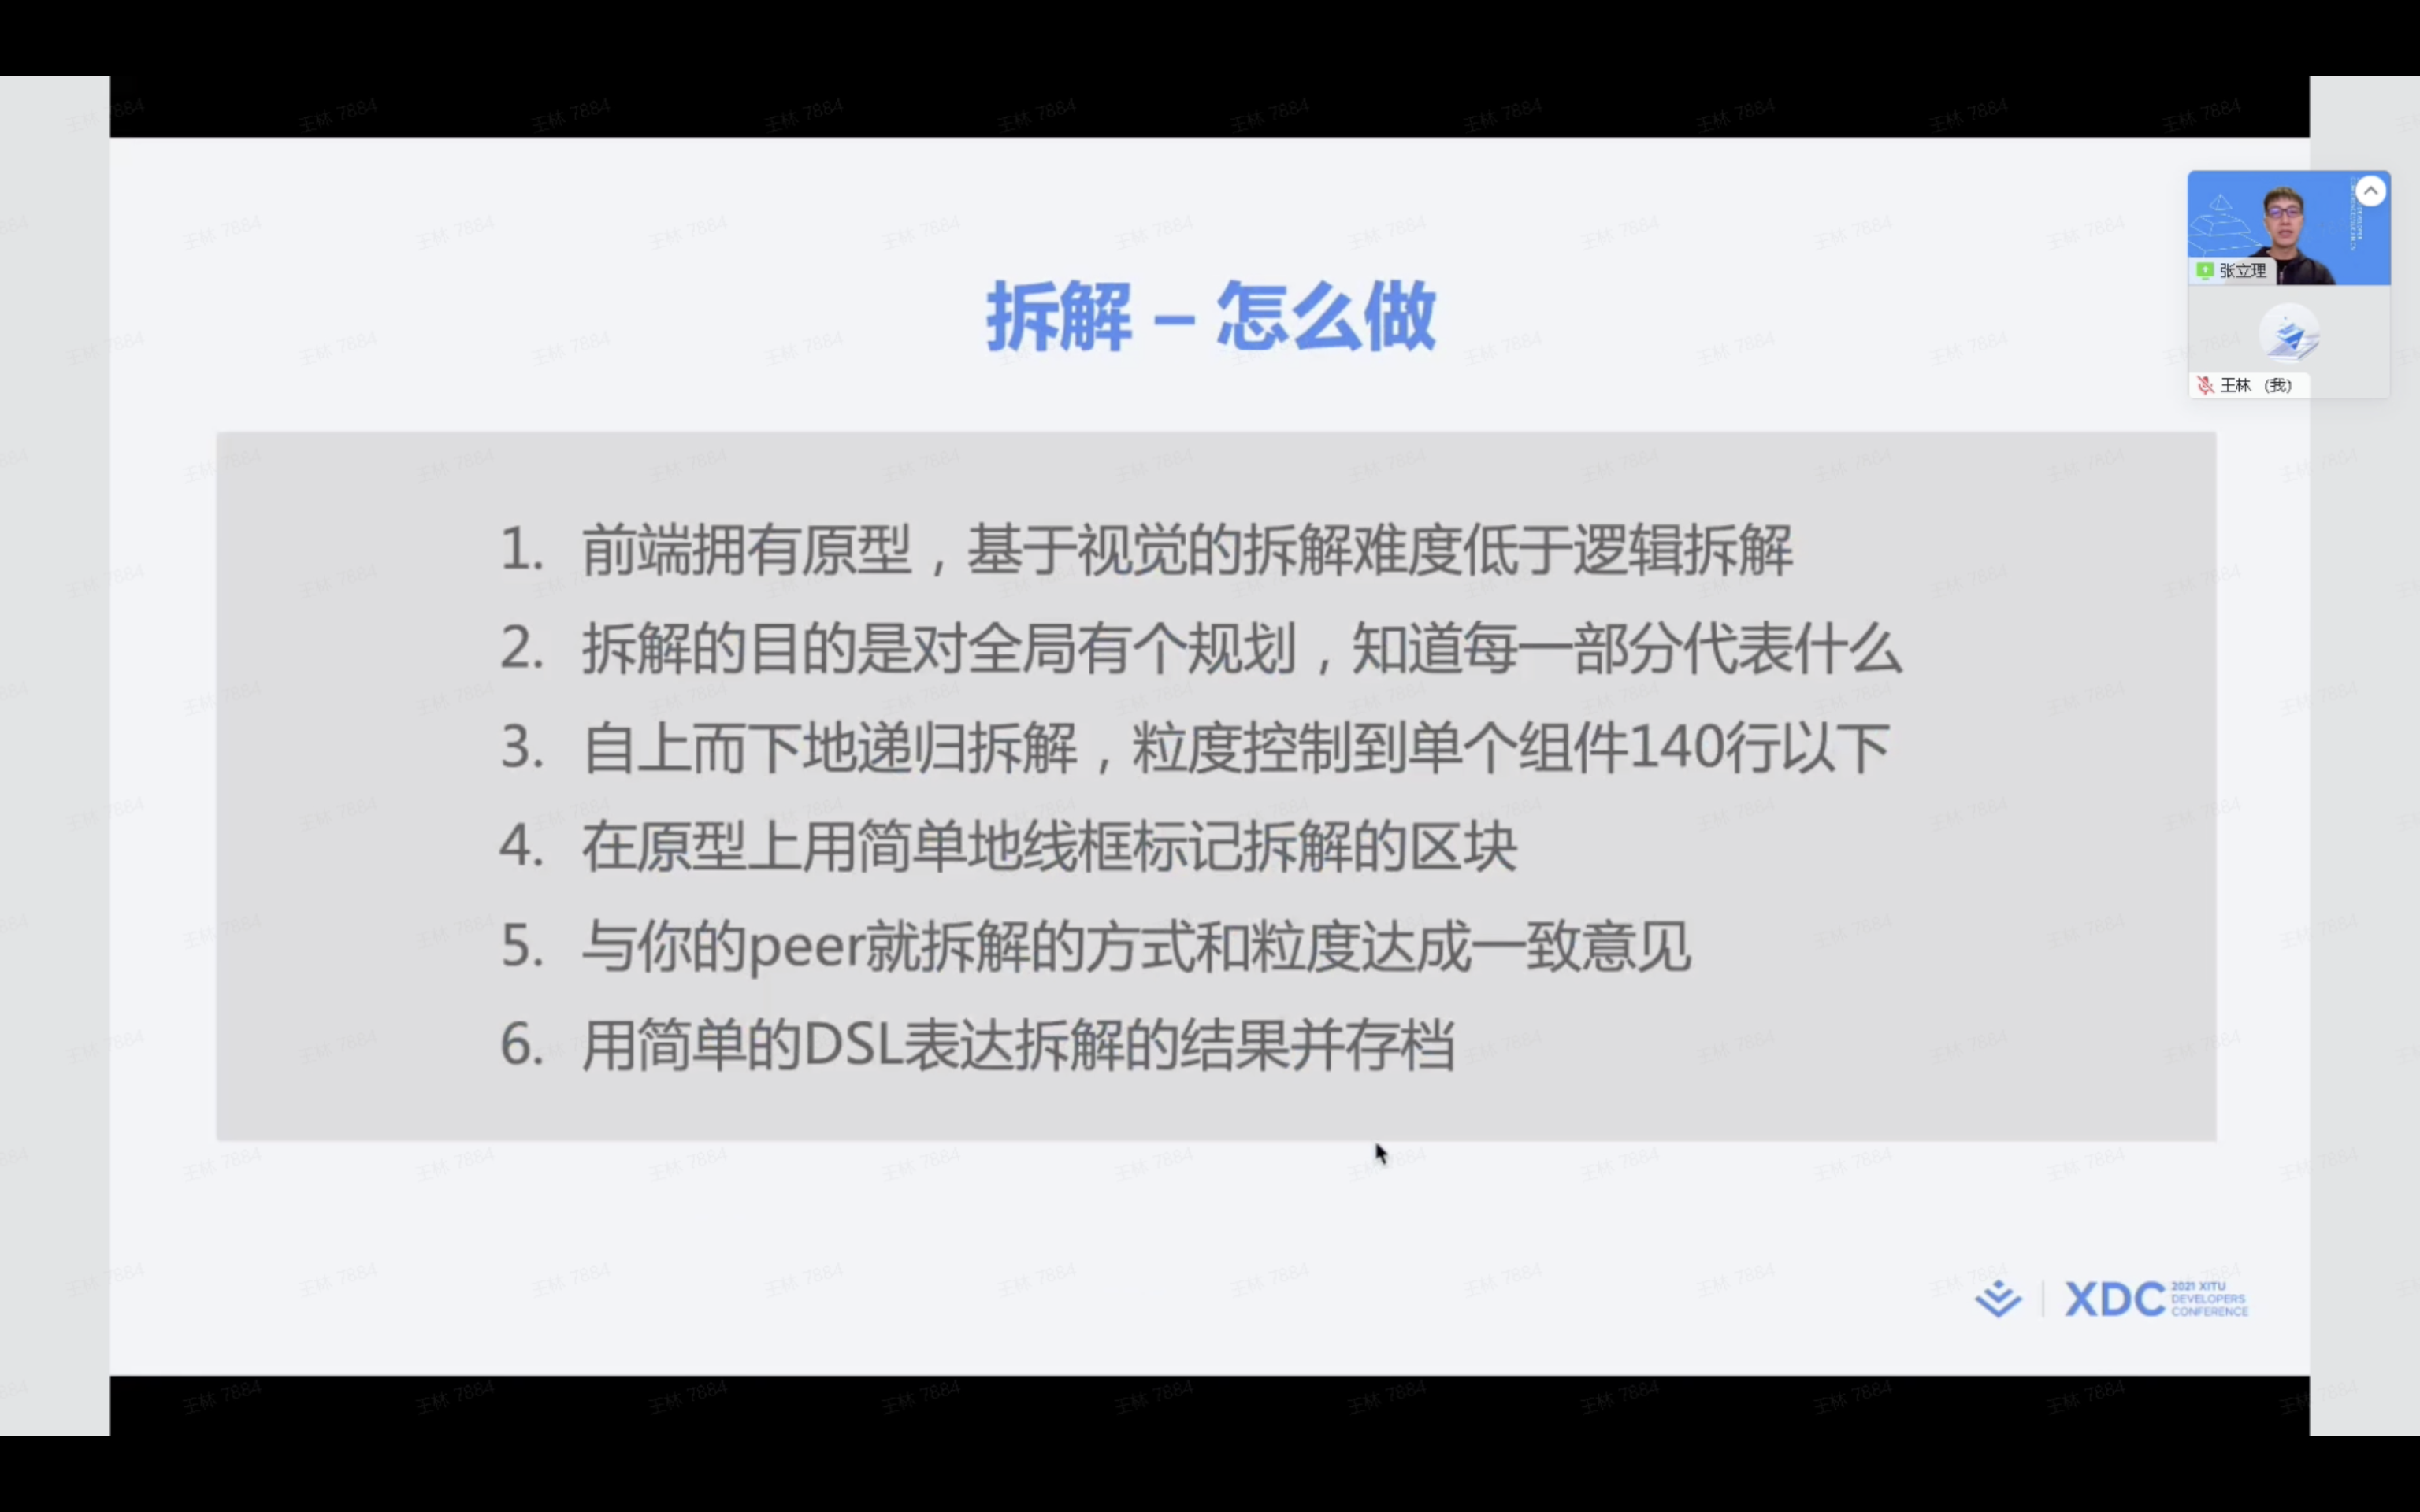 拆解 – 怎么做
张立理
王林 (我)
1. 前端拥有原型，基于视觉的拆解难度低于逻辑拆解
2. 拆解的目的是对全局有个规划，知道每一部分代表什么
3. 自上而下地递归拆解，粒度控制到单个组件140行以下
4. 在原型上用简单地线框标记拆解的区块
5. 与你的peer就拆解的方式和粒度达成一致意见
6. 用简单的DSL表达拆解的结果并存档
XDC
2021 XITU
DEVELOPERS
CONFERENCE
王林 7884